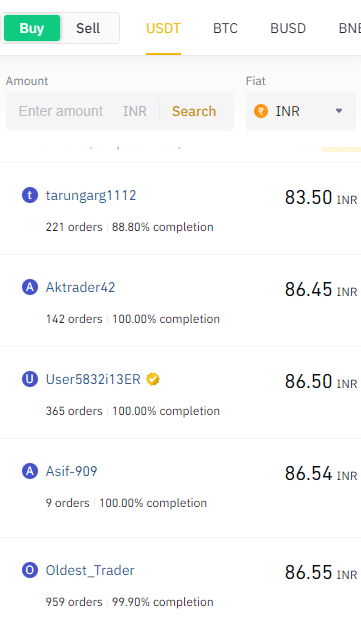 Buy Sell USDT BTC BUSD BN
Amount Fiat
Enter amount INR Search ₹ INR
t tarungarg1112 83.50 INR
221 orders 88.80% completion
A Aktrader42 86.45 INR
142 orders 100.00% completion
U User5832i13ER 86.50 INR
365 orders 100.00% completion
A Asif-909 86.54 INR
9 orders 100.00% completion
O Oldest_Trader 86.55 INR
959 orders 99.90% completion